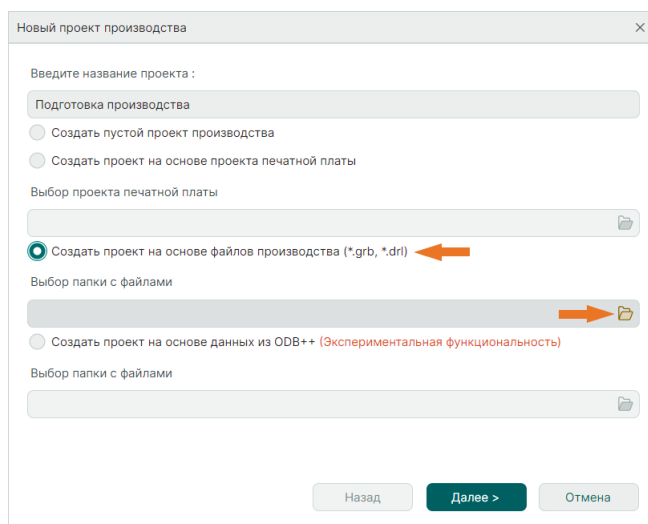 Новый проект производства
Введите название проекта :
Подготовка производства
Создать пустой проект производства
Создать проект на основе проекта печатной платы
Выбор проекта печатной платы
Создать проект на основе файлов производства (*.grb, *.drl)
Выбор папки с файлами
Создать проект на основе данных из ODB++ (Экспериментальная функциональность)
Выбор папки с файлами
Назад Далее > Отмена